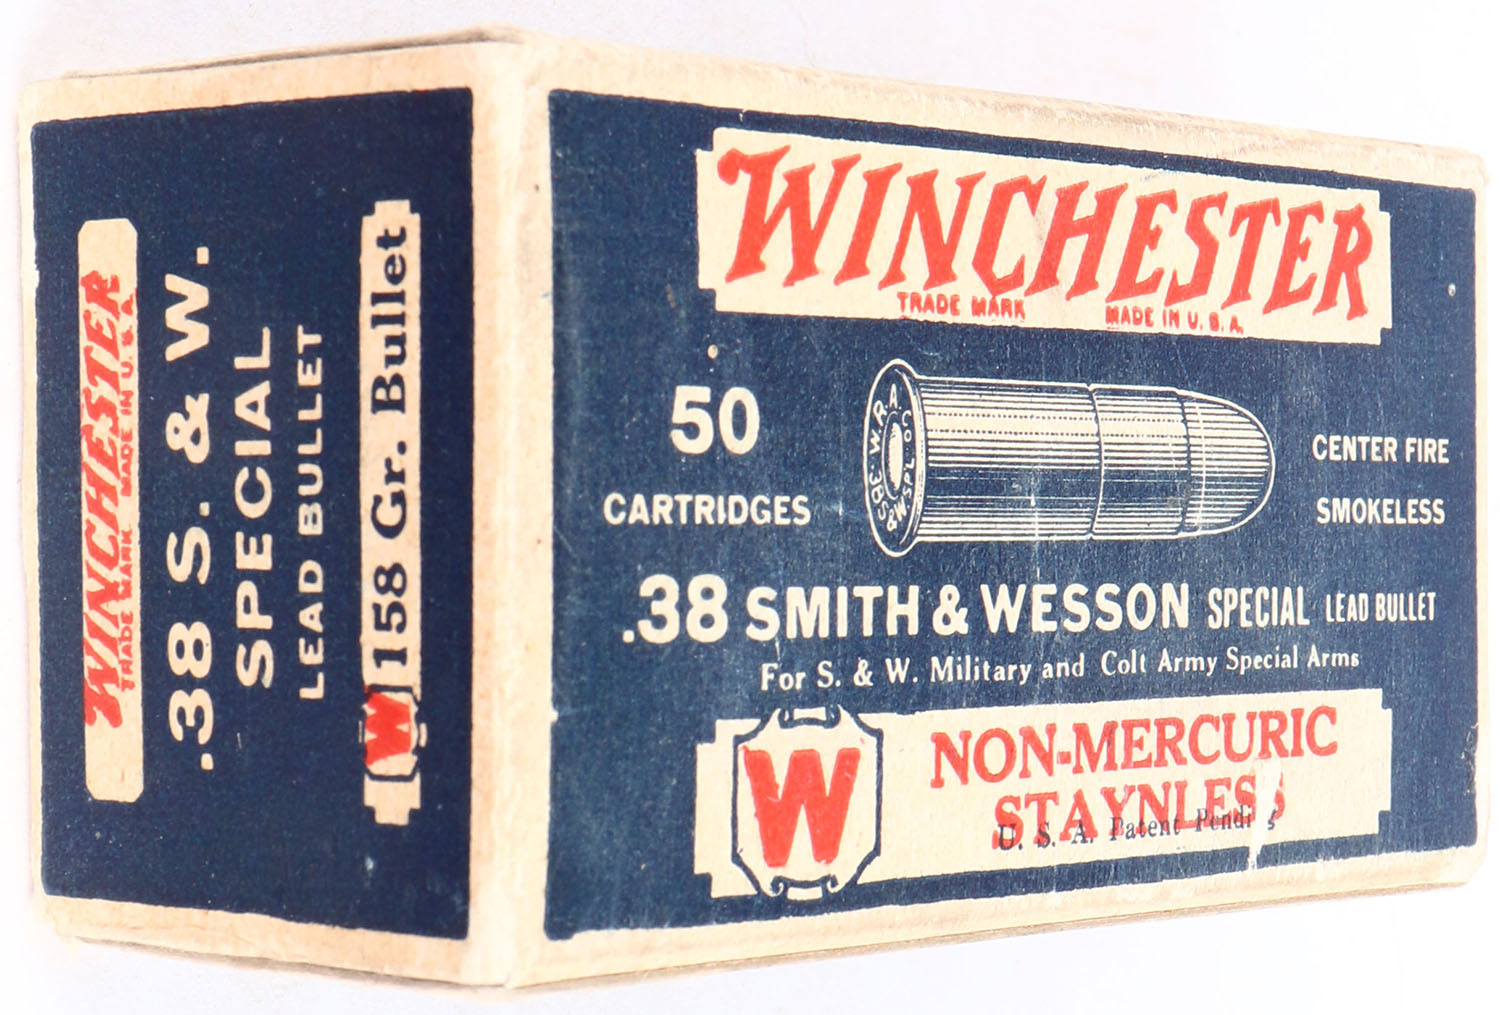 WINCHESTER
TRADE MARK MADE IN U.S.A.
.38 S. & W.
SPECIAL
LEAD BULLET
W 158 Gr. Bullet
WINCHESTER
TRADE MARK MADE IN U.S.A.
50
CARTRIDGES
W.R.A. CO.
.38 S & W. SPL
CENTER FIRE
SMOKELESS
.38 SMITH & WESSON SPECIAL LEAD BULLET
For S. & W. Military and Colt Army Special Arms
W
NON-MERCURIC
STAYNLESS
U. S. A. Patent